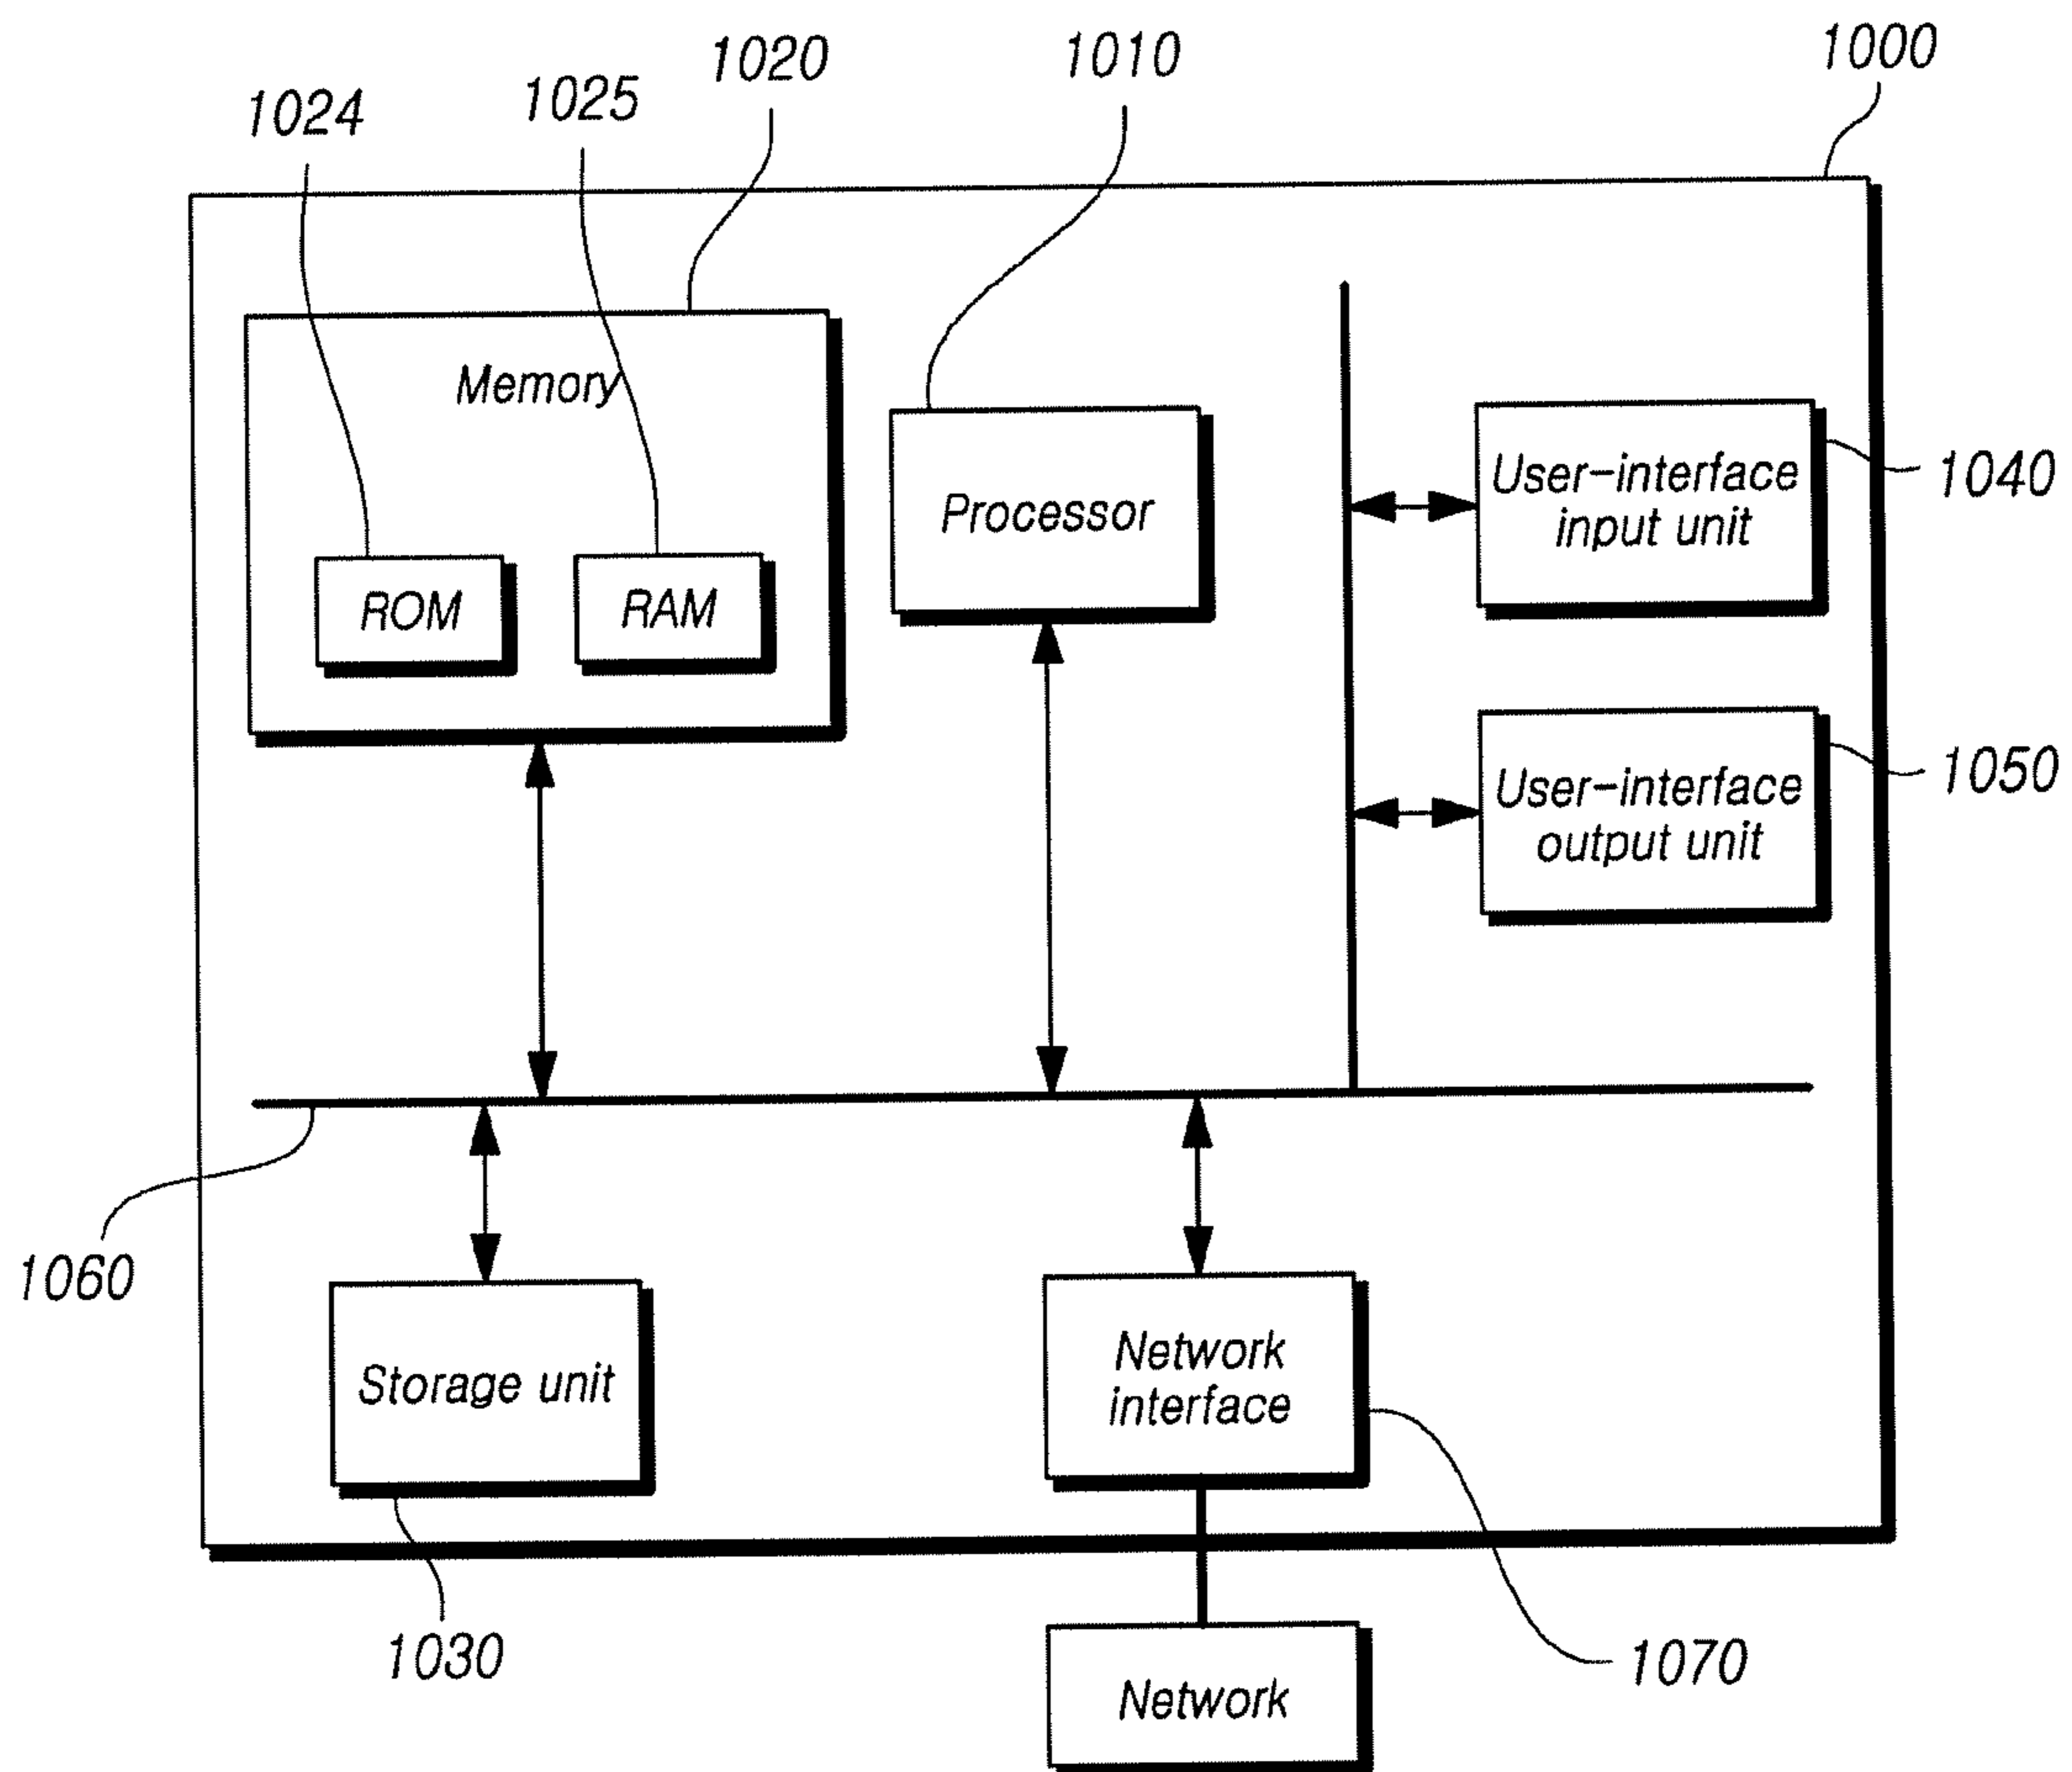 1000
1010
1020
1025
1024
Memory
ROM
RAM
Processor
User-interface
input unit
1040
User-interface
output unit
1050
1060
Storage unit
1030
Network
interface
1070
Network